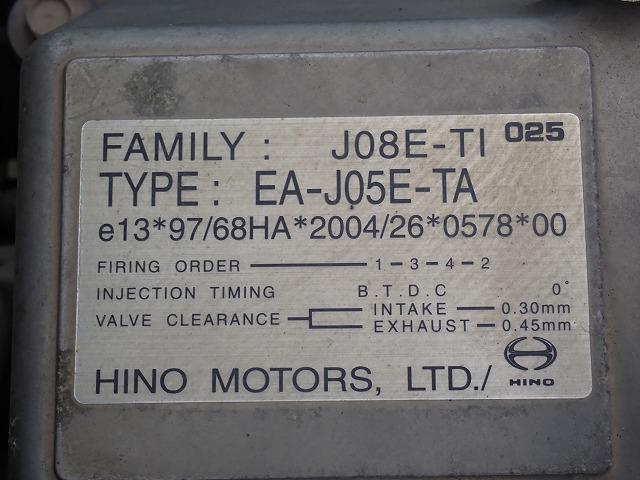 FAMILY : J08E-TI 025
TYPE : EA-J05E-TA
e13*97/68HA*2004/26*0578*00
FIRING ORDER 1-3-4-2
INJECTION TIMING B.T.D.C 0°
VALVE CLEARANCE INTAKE 0.30mm
EXHAUST 0.45mm
HINO MOTORS, LTD./
HINO